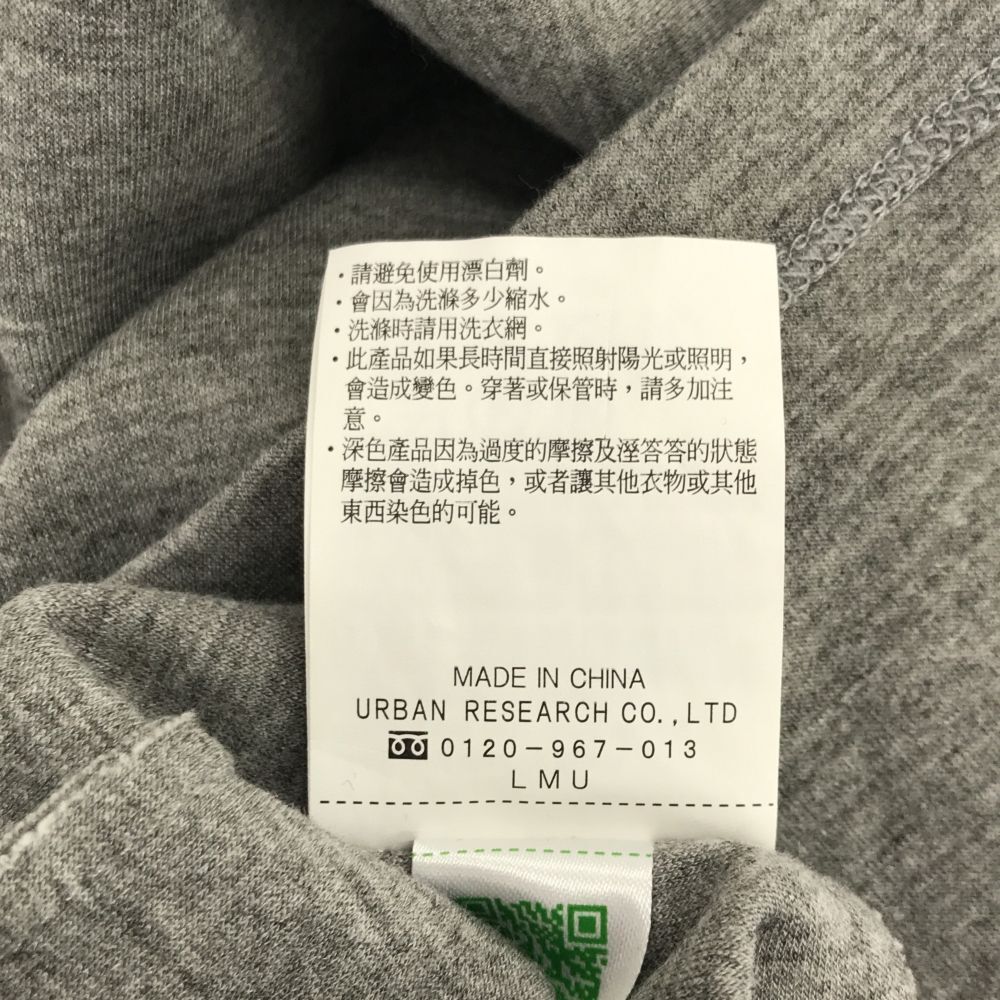 ・請避免使用漂白劑。
・會因為洗滌多少縮水。
・洗滌時請用洗衣網。
・此產品如果長時間直接照射陽光或照明，
會造成變色。穿著或保管時，請多加注
意。
・深色產品因為過度的摩擦及溼答答的狀態
摩擦會造成掉色，或者讓其他衣物或其他
東西染色的可能。
MADE IN CHINA
URBAN RESEARCH CO.,LTD
0120-967-013
LMU